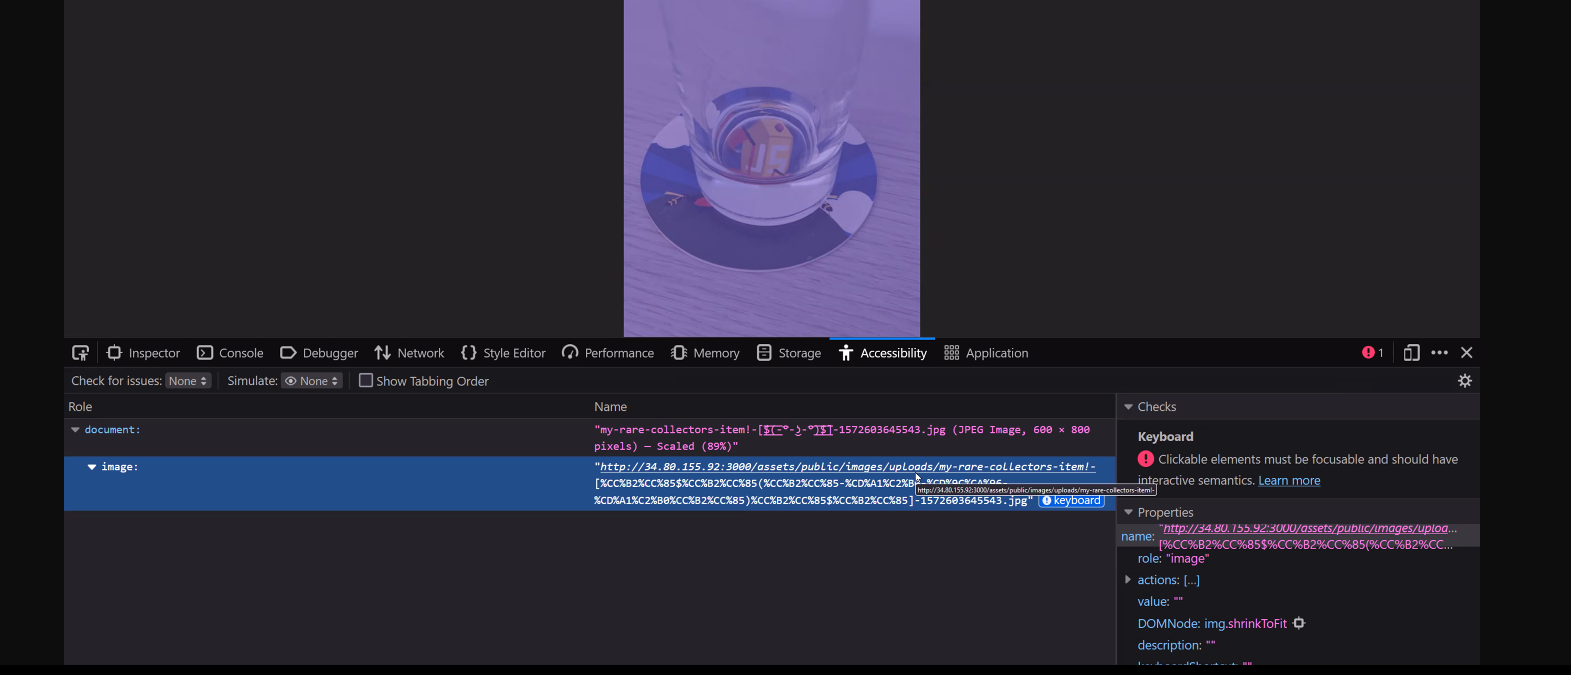 JS
Inspector Console Debugger Network Style Editor Performance Memory Storage Accessibility Application 1
Check for issues: None Simulate: None Show Tabbing Order
Role Name
document:
"my-rare-collectors-item!-[
-1572603645543.jpg (JPEG Image, 600 × 800
pixels) — Scaled (89%)"
image:
"http://34.80.155.92:3000/assets/public/images/uploads/my-rare-collectors-item!-
[%CC%B2%CC%85$%CC%B2%CC%85(%CC%B2%CC%85-%CD%A1%C2%B0
%CD%A1%C2%B0%CC%B2%CC%85)%CC%B2%CC%85$%CC%B2%CC%85]-1572603645543.jpg" keyboard
http://34.80.155.92:3000/assets/public/images/uploads/my-rare-collectors-item!-
Checks
Keyboard
Clickable elements must be focusable and should have
interactive semantics. Learn more
Properties
name: "http://34.80.155.92:3000/assets/public/images/uploa...
[%CC%B2%CC%85$%CC%B2%CC%85(%CC%B2%CC...
role: "image"
actions: […]
value: ""
DOMNode: img.shrinkToFit
description: ""